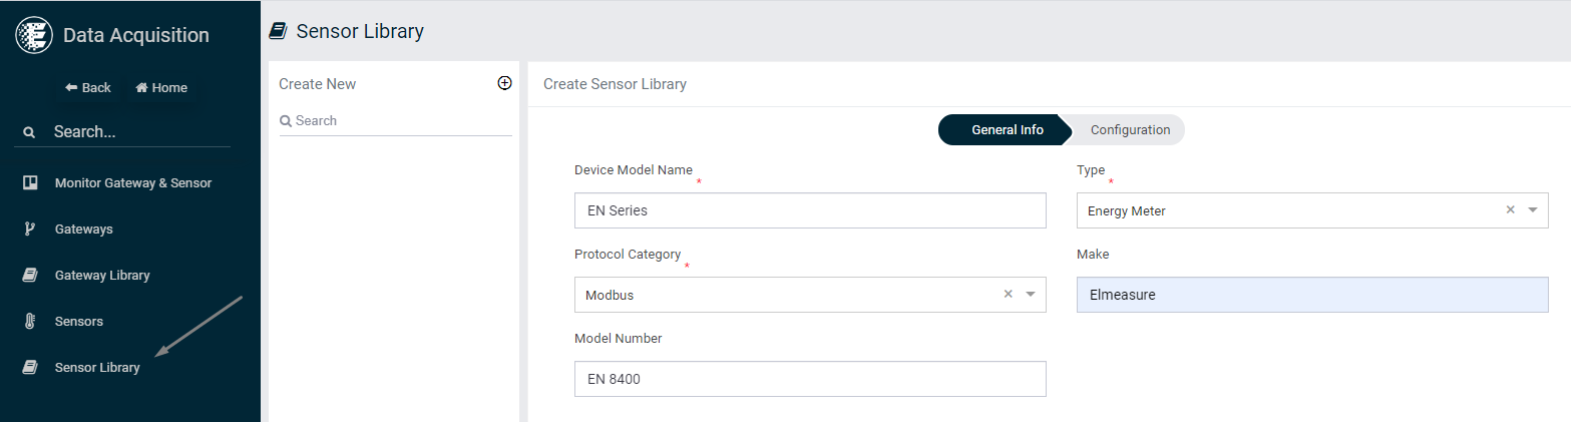 Data Acquisition
Back
Home
Search...
Monitor Gateway & Sensor
Gateways
Gateway Library
Sensors
Sensor Library
Sensor Library
Create New
Search
Create Sensor Library
General Info
Configuration
Device Model Name *
EN Series
Type *
Energy Meter
Protocol Category *
Modbus
Make
Elmeasure
Model Number
EN 8400